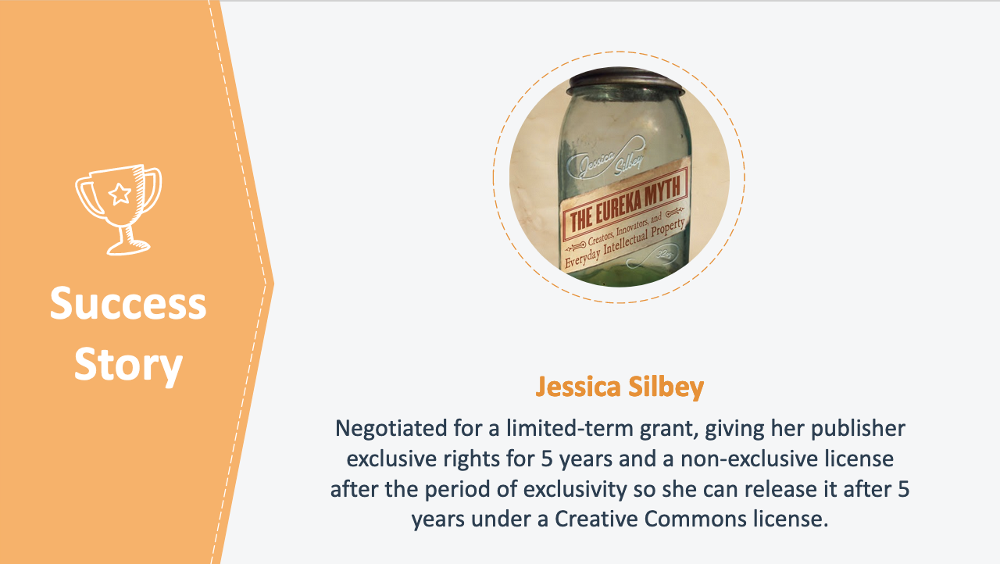 Success
Story
Jessica
Silbey
THE EUREKA MYTH
Creators, Innovators, and
Everyday Intellectual Property
Jessica Silbey
Negotiated for a limited-term grant, giving her publisher
exclusive rights for 5 years and a non-exclusive license
after the period of exclusivity so she can release it after 5
years under a Creative Commons license.